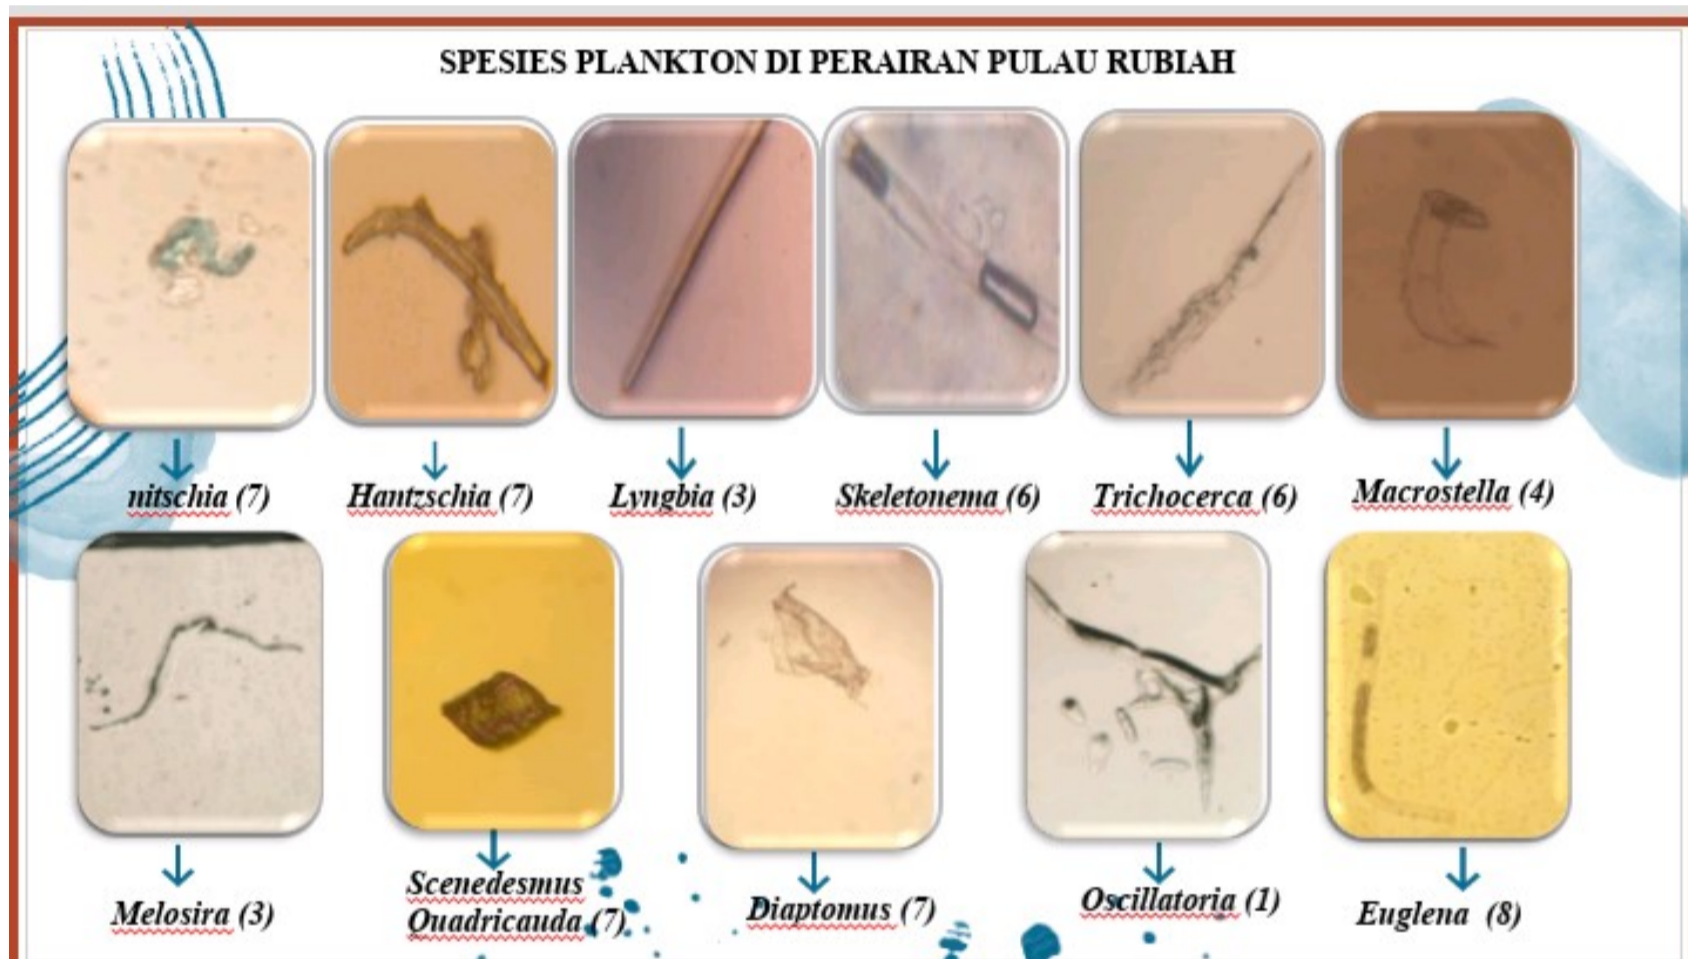 SPESIES PLANKTON DI PERAIRAN PULAU RUBIAH
nitschia (7)
Hantzschia (7)
Lyngbia (3)
Skeletonema (6)
Trichocerca (6)
Macrostella (4)
Melosira (3)
Scenedesmus
Quadricauda (7)
Diaptomus (7)
Oscillatoria (1)
Euglena (8)